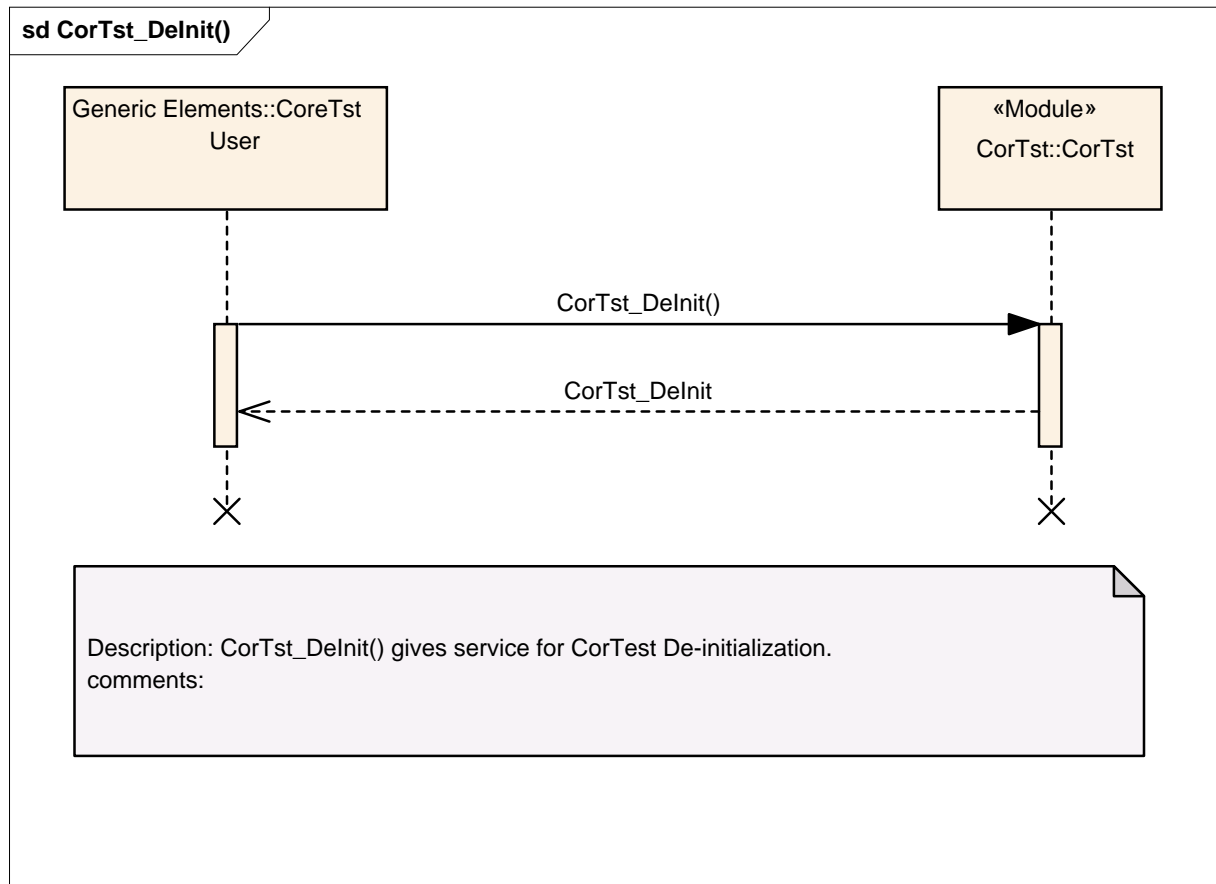 sd CorTst_DeInit()
Generic Elements::CoreTst
User
«Module»
CorTst::CorTst
CorTst_DeInit()
CorTst_DeInit
Description: CorTst_DeInit() gives service for CorTest De-initialization.
comments: